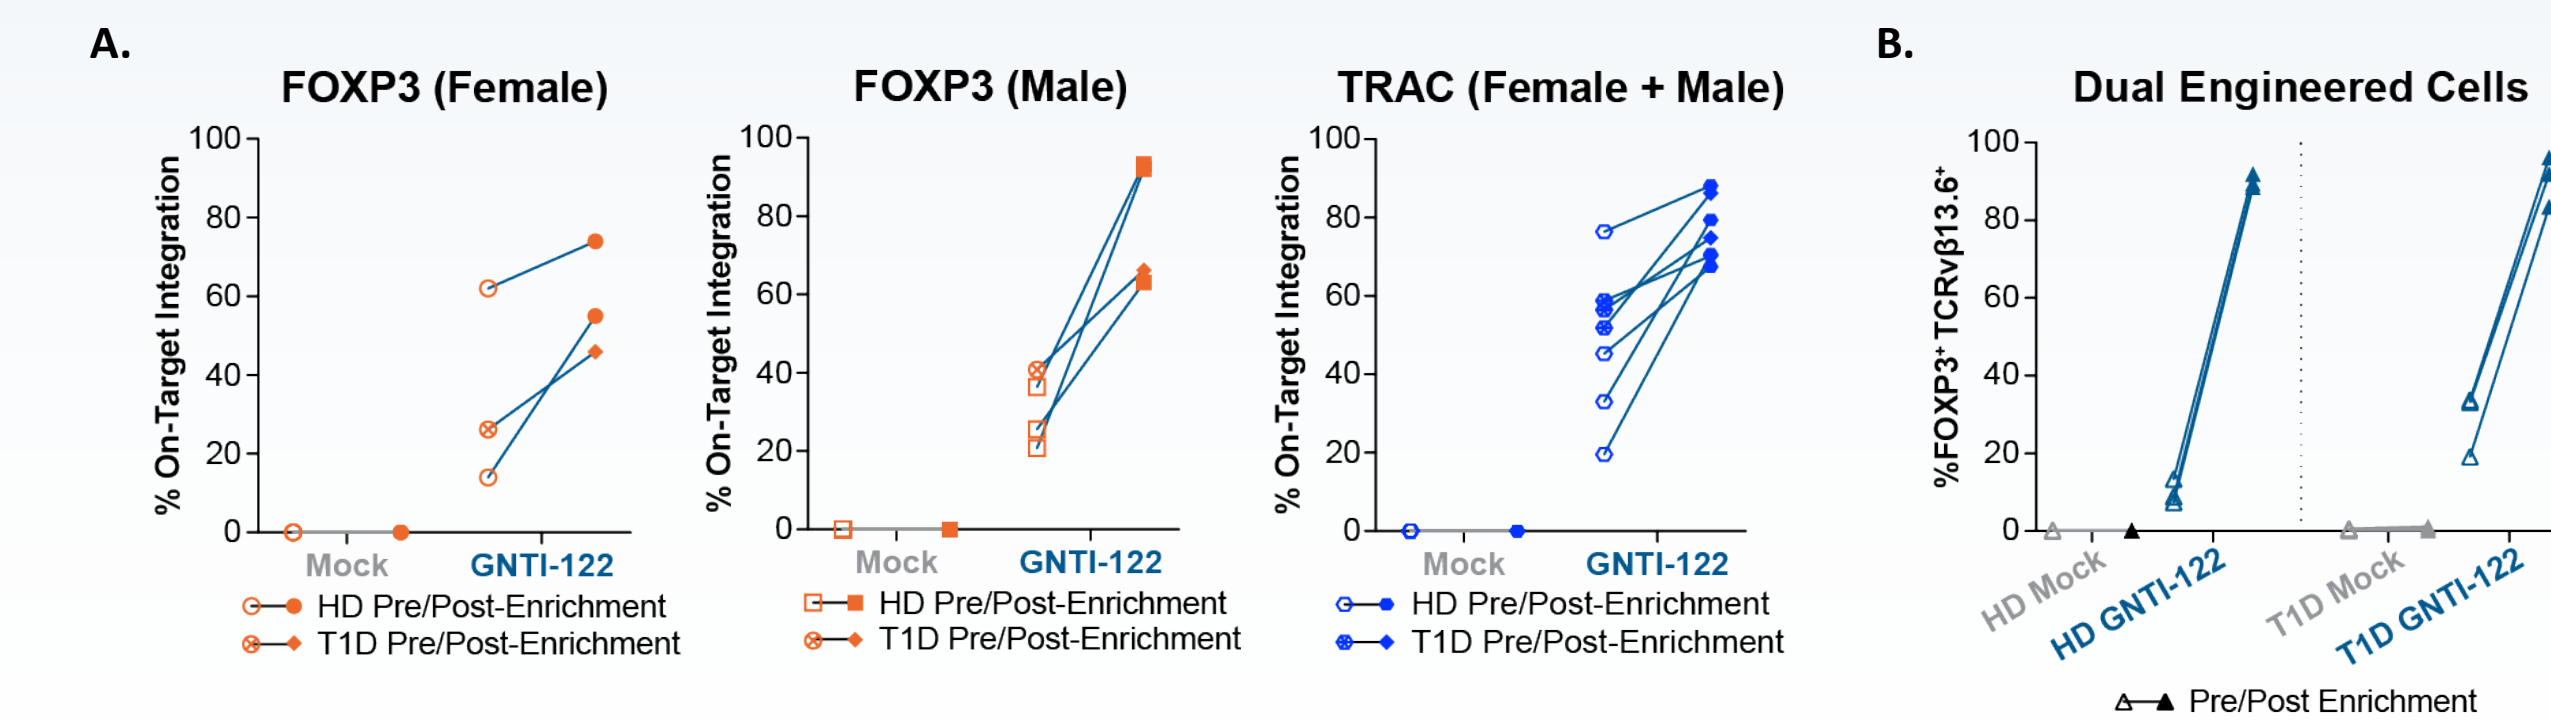 A.
FOXP3 (Female)
% On-Target Integration
100
80
60
40
20
0
Mock
GNTI-122
HD Pre/Post-Enrichment
T1D Pre/Post-Enrichment
FOXP3 (Male)
% On-Target Integration
100
80
60
40
20
0
Mock
GNTI-122
HD Pre/Post-Enrichment
T1D Pre/Post-Enrichment
TRAC (Female + Male)
% On-Target Integration
100
80
60
40
20
0
Mock
GNTI-122
HD Pre/Post-Enrichment
T1D Pre/Post-Enrichment
B.
Dual Engineered Cells
%FOXP3⁺ TCRvβ13.6⁺
100
80
60
40
20
0
HD Mock
HD GNTI-122
T1D Mock
T1D GNTI-122
Pre/Post Enrichment